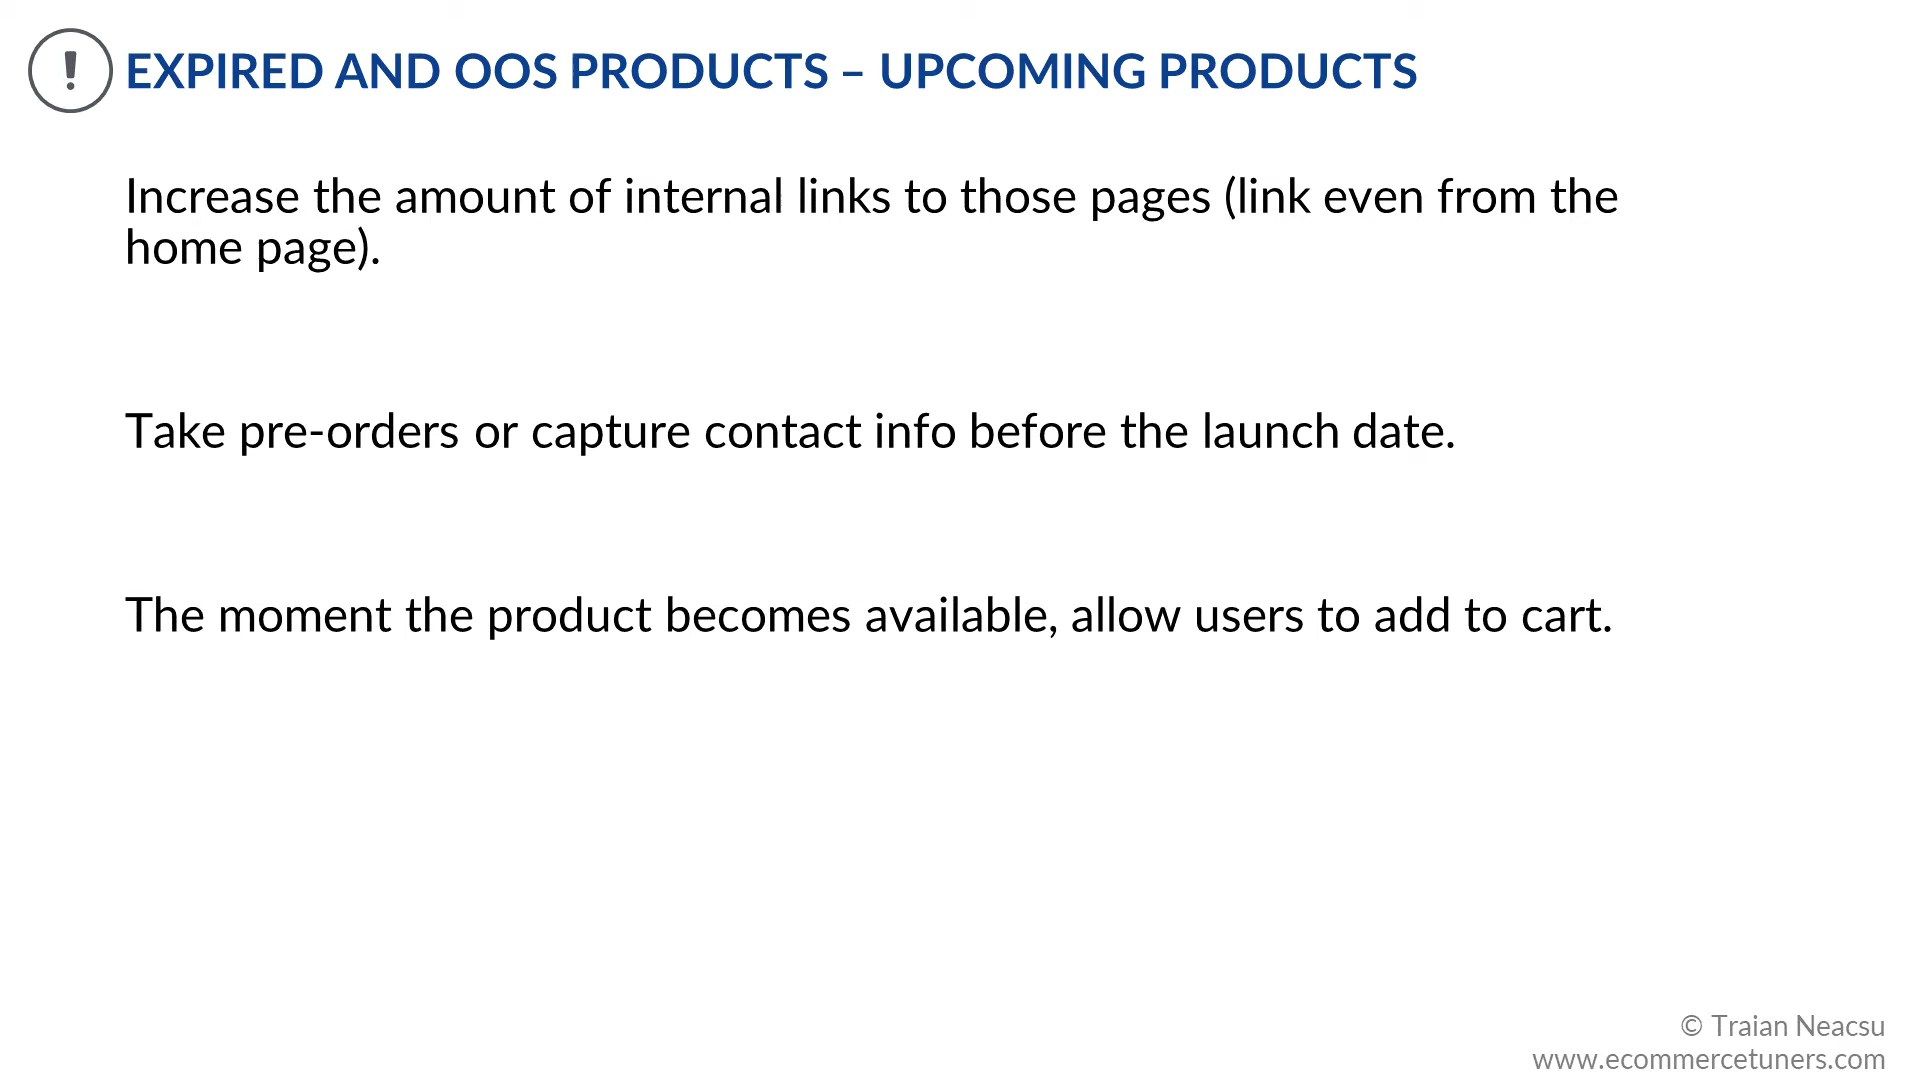 ! EXPIRED AND OOS PRODUCTS – UPCOMING PRODUCTS
Increase the amount of internal links to those pages (link even from the
home page).
Take pre-orders or capture contact info before the launch date.
The moment the product becomes available, allow users to add to cart.
© Traian Neacsu
www.ecommercetuners.com